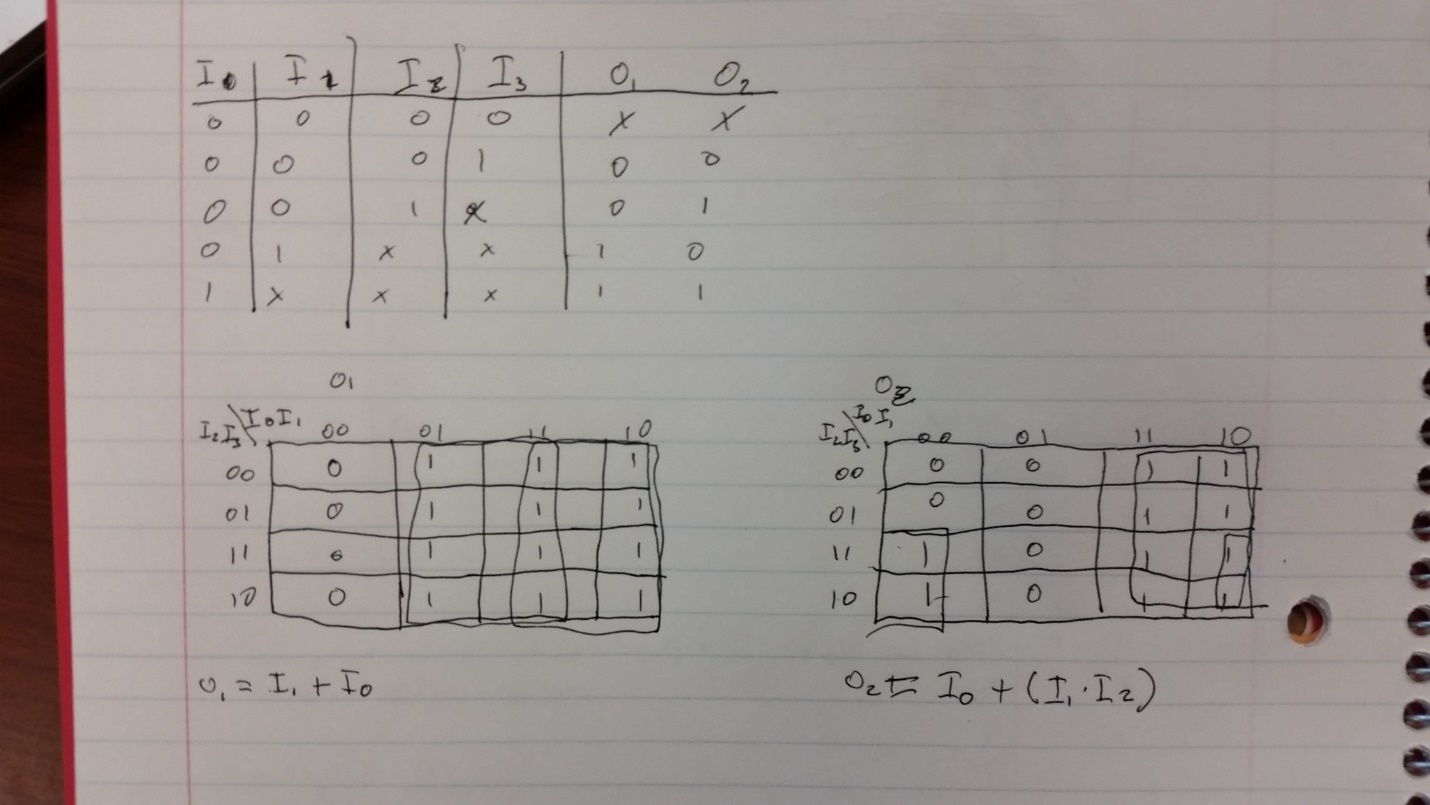 I₀ I₁ I₂ I₃ O₁ O₂
0 0 0 0 X X
0 0 0 1 0 0
0 0 1 X 0 1
0 1 X X 1 0
1 X X X 1 1
O₁ O₂
I₂I₃\I₀I₁ 00 01 11 10 I₂I₃\I₀I₁ 00 01 11 10
00 0 1 1 1 00 0 0 1 1
01 0 1 1 1 01 0 0 1 1
11 0 1 1 1 11 1 0 1 1
10 0 1 1 1 10 1 0 1 1
O₁ = I₁ + I₀ O₂ = I₀ + (I₁·I₂)